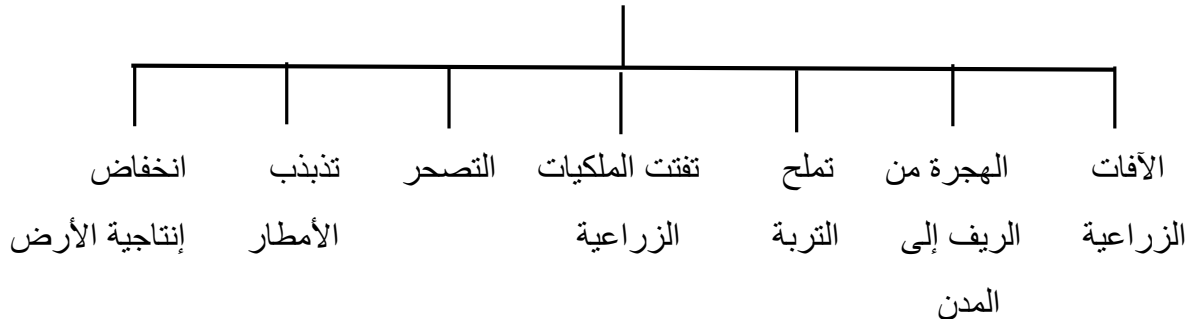 الآفات
الزراعية
الهجرة من
الريف إلى
المدن
تملح
التربة
تفتت الملكيات
الزراعية
التصحر
تذبذب
الأمطار
انخفاض
إنتاجية الأرض